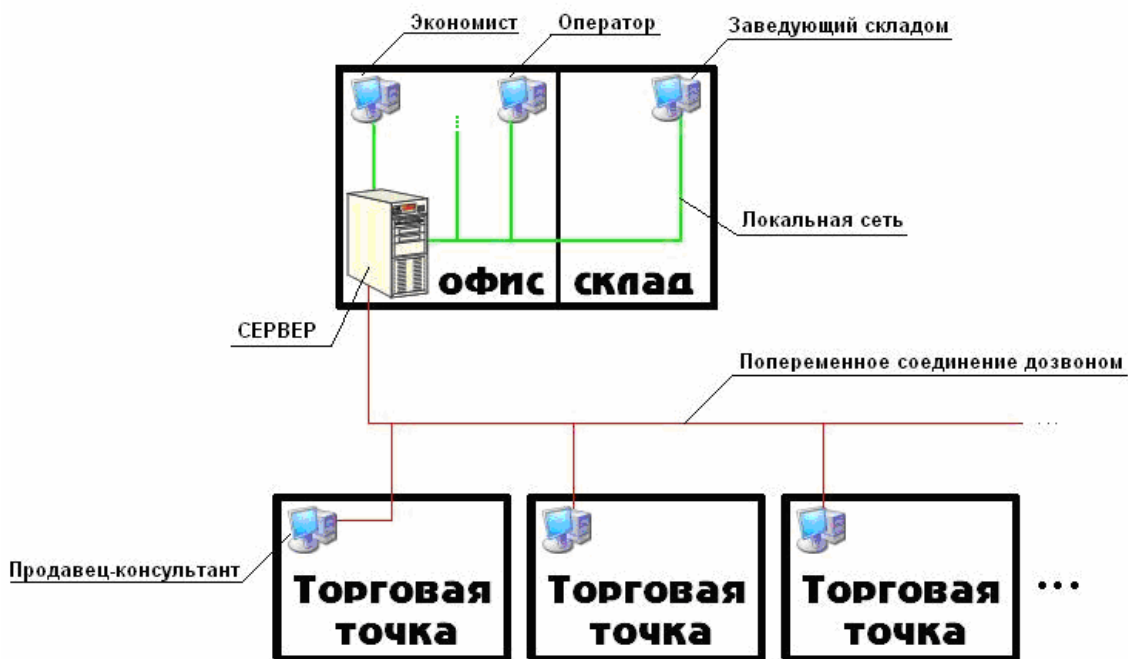 Экономист
Оператор
Заведующий складом
Локальная сеть
офис
склад
СЕРВЕР
Попеременное соединение дозвоном
...
Продавец-консультант
Торговая
точка
Торговая
точка
Торговая
точка
...